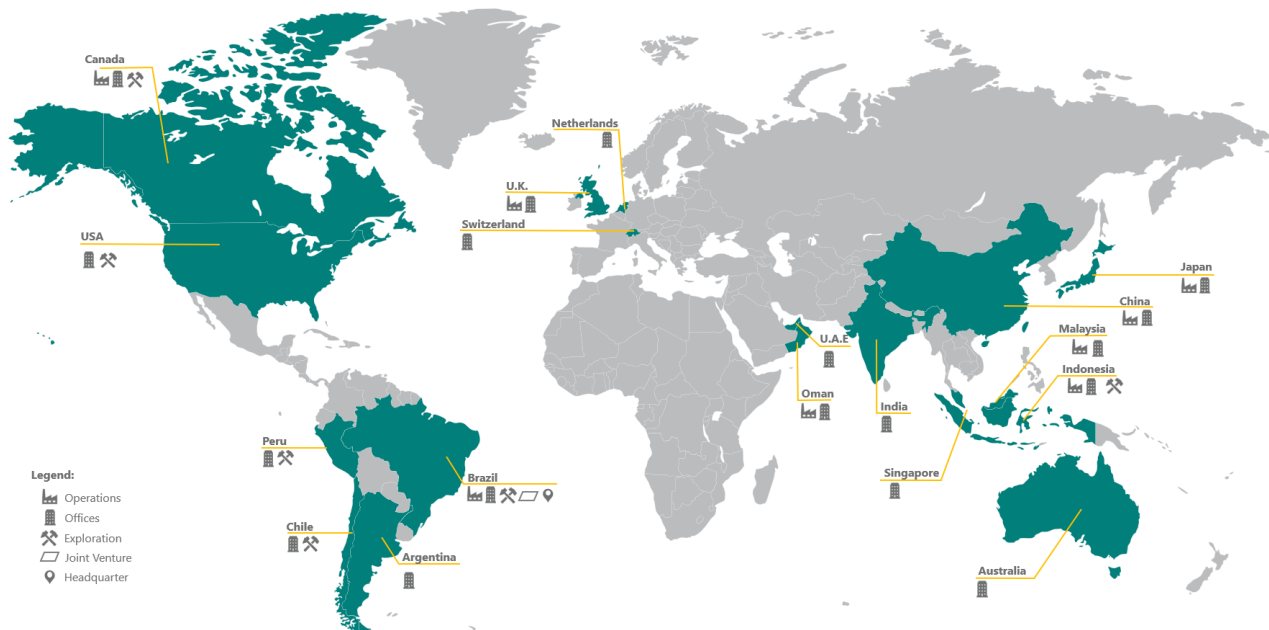 Canada
Netherlands
U.K.
Switzerland
USA
Japan
China
Malaysia
U.A.E
Indonesia
Oman
India
Peru
Legend:
Brazil
Singapore
Operations
Offices
Chile
Exploration
Joint Venture
Argentina
Headquarter
Australia